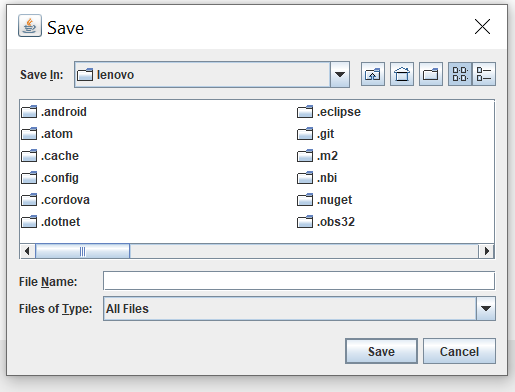 Save
Save In: lenovo
.android .eclipse
.atom .git
.cache .m2
.config .nbi
.cordova .nuget
.dotnet .obs32
File Name:
Files of Type: All Files
Save Cancel